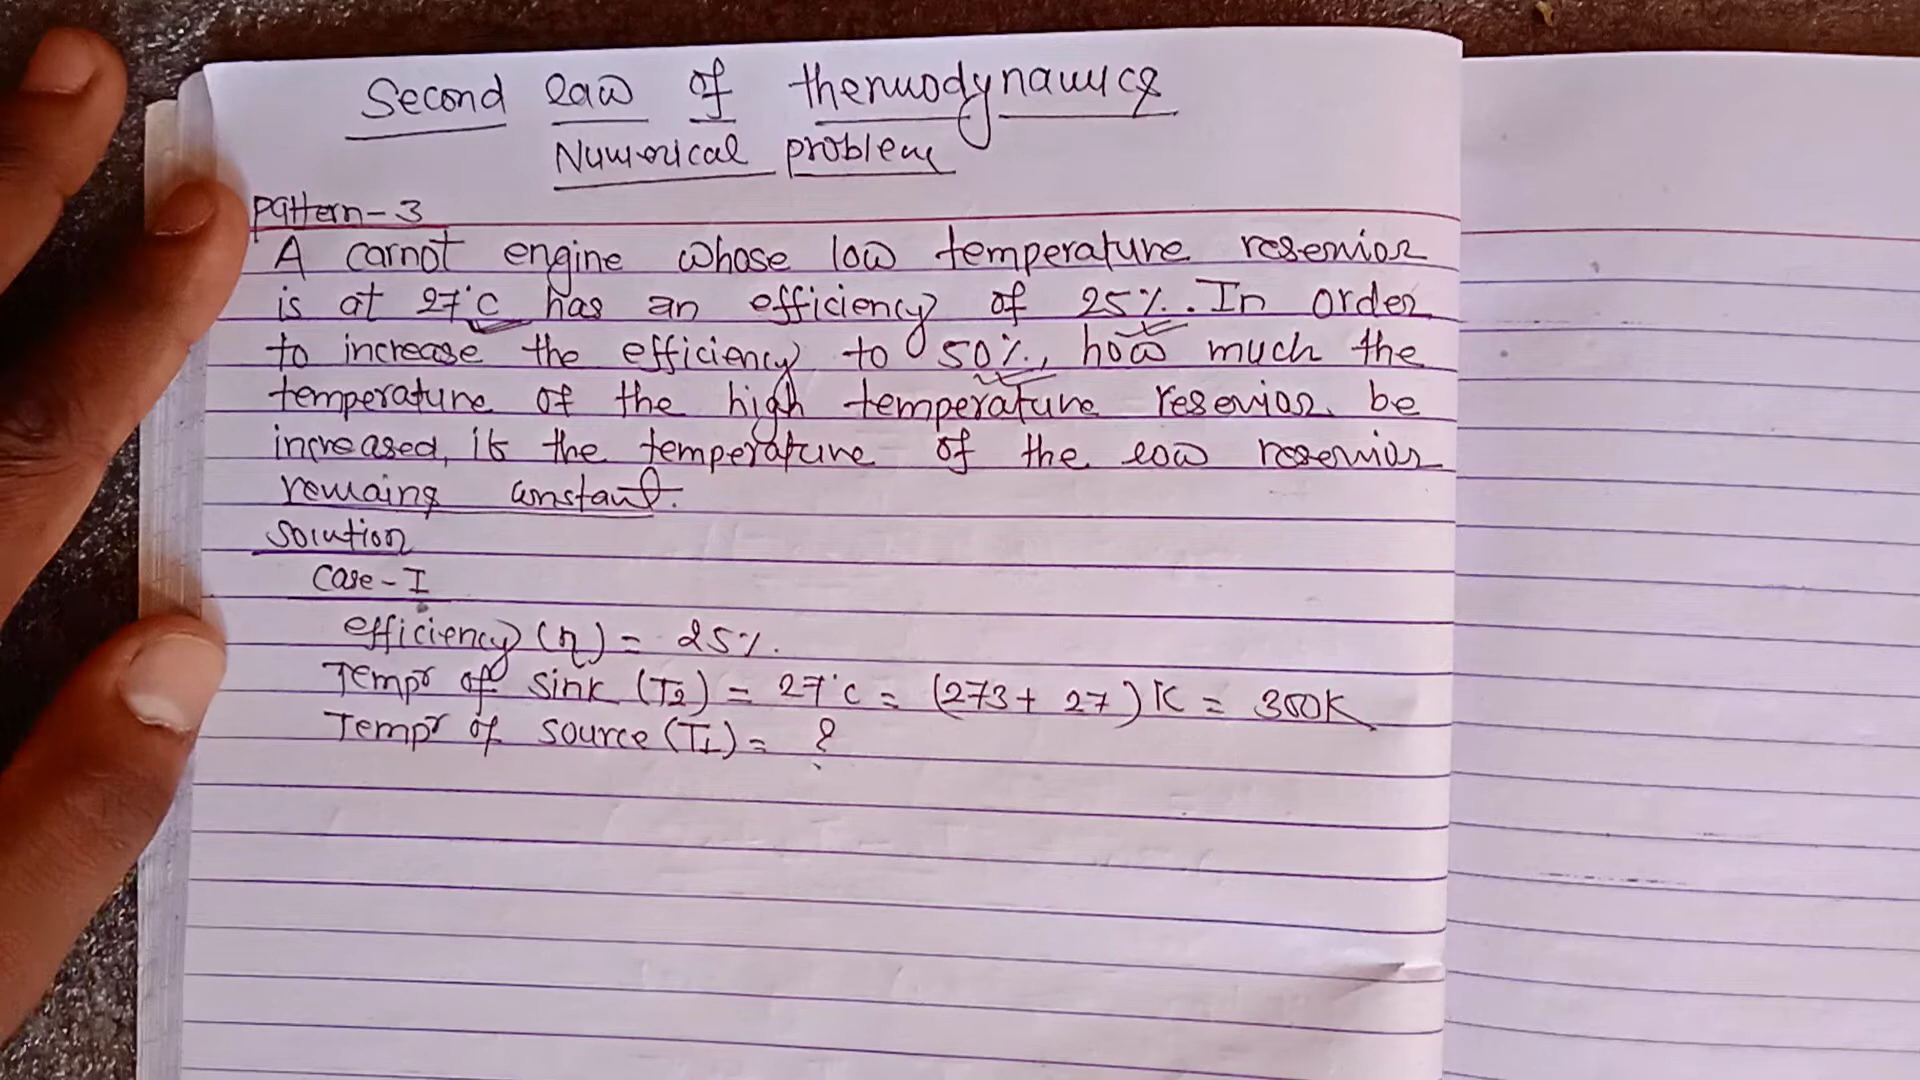 Second law of thermodynamics
Numerical problem
Pattern-3
A carnot engine whose low temperature reservior
is at 27°C has an efficiency of 25%. In order
to increase the efficiency to 50%, how much the
temperature of the high temperature reservior be
increased, if the temperature of the low reservior
remains constant.
Solution
Case-I
efficiency (η) = 25%.
Tempr of sink (T2) = 27°C = (273+27)K = 300K
Tempr of source (T1) = ?